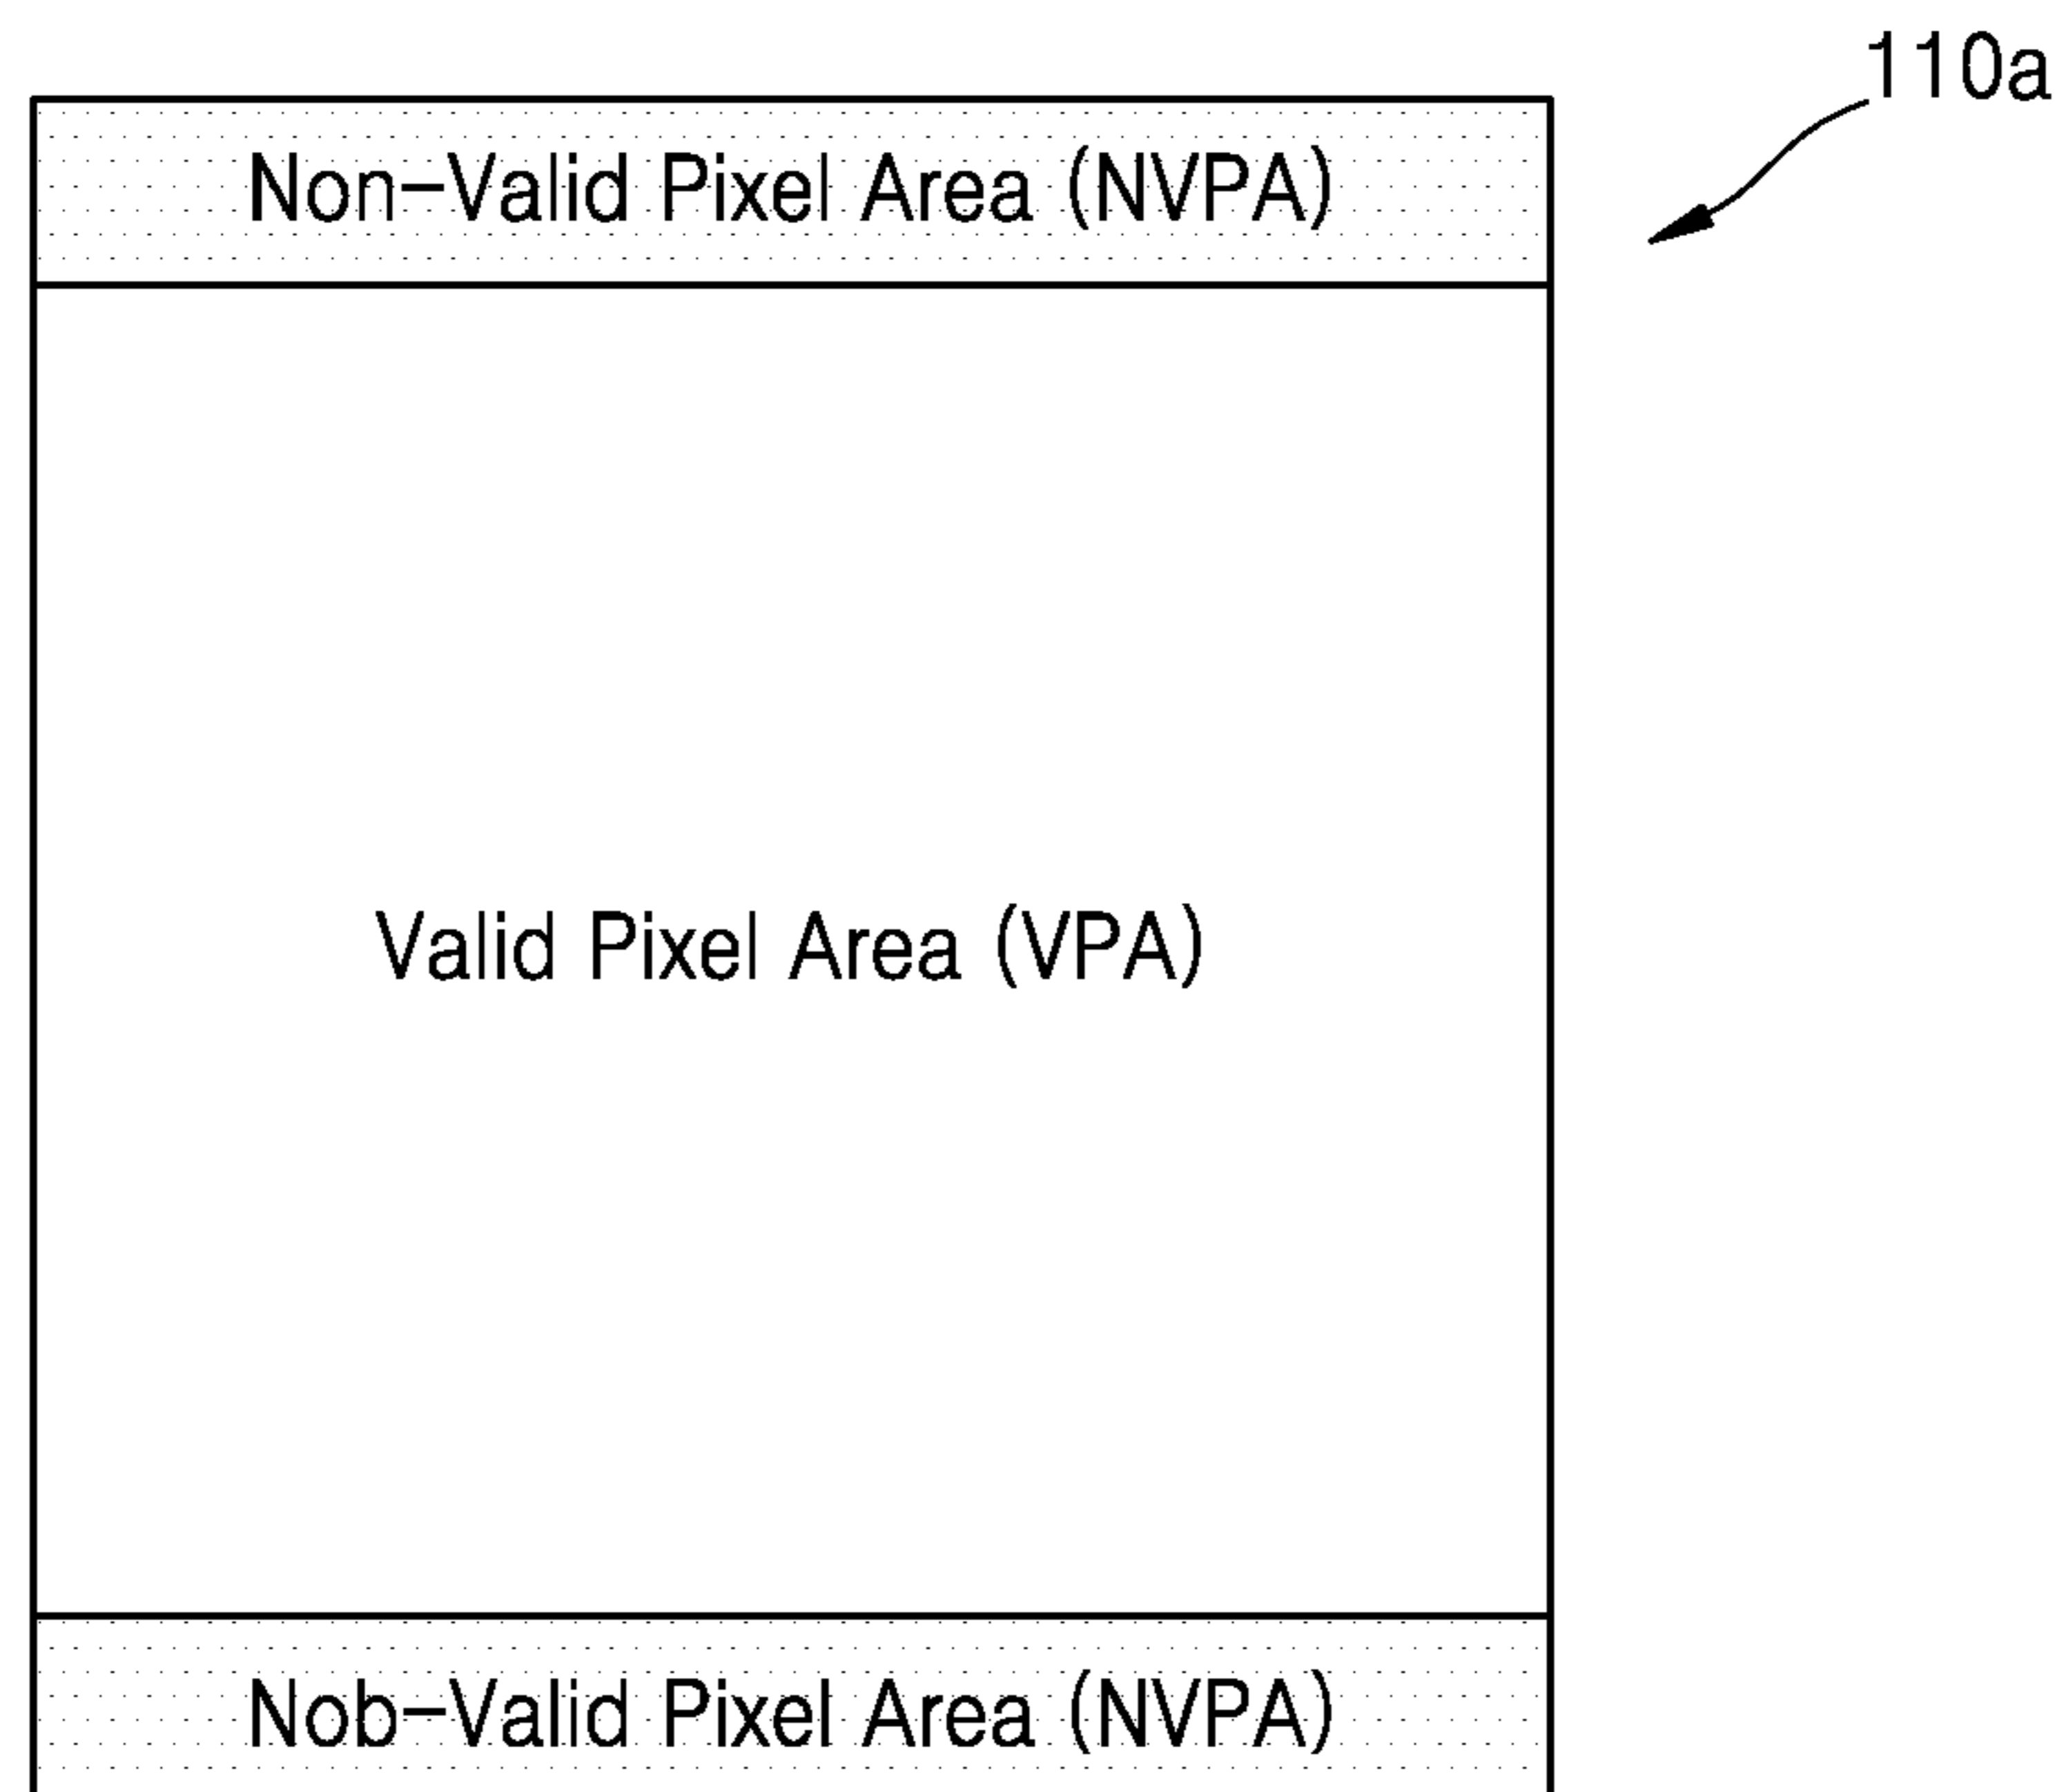 110a
Non-Valid Pixel Area (NVPA)
Valid Pixel Area (VPA)
Nob-Valid Pixel Area (NVPA)